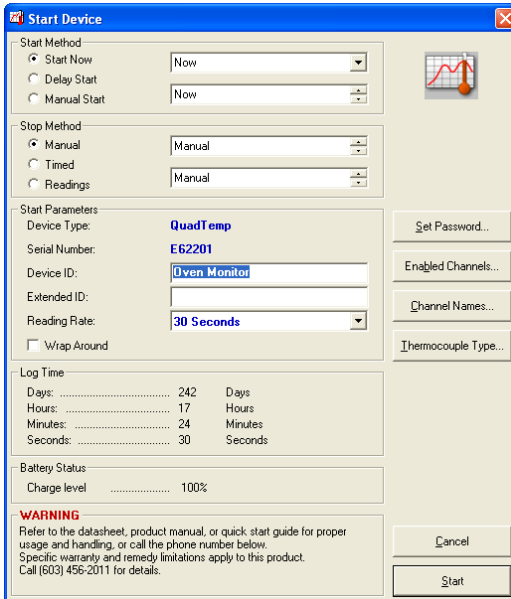 Start Device
Start Method
Start Now
Now
Delay Start
Manual Start
Now
Stop Method
Manual
Manual
Timed
Readings
Manual
Start Parameters
Device Type: QuadTemp
Serial Number: E62201
Device ID: Oven Monitor
Extended ID:
Reading Rate: 30 Seconds
Wrap Around
Set Password...
Enabled Channels...
Channel Names...
Thermocouple Type...
Log Time
Days: ............................... 242 Days
Hours: ............................. 17 Hours
Minutes: .......................... 24 Minutes
Seconds: ......................... 30 Seconds
Battery Status
Charge level .................. 100%
WARNING
Refer to the datasheet, product manual, or quick start guide for proper
usage and handling, or call the phone number below.
Specific warranty and remedy limitations apply to this product.
Call (603) 456-2011 for details.
Cancel
Start